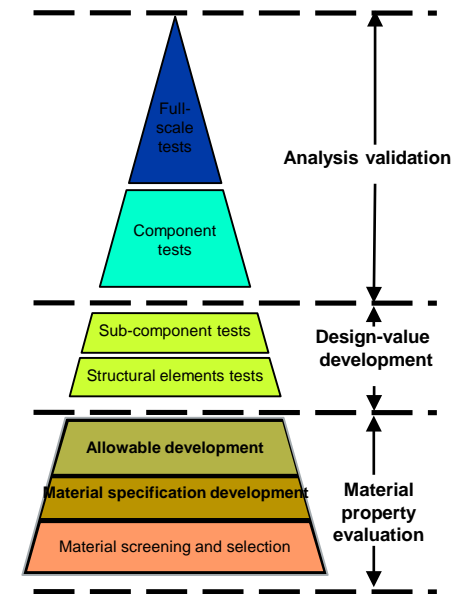 Full-
scale
tests
Analysis validation
Component
tests
Sub-component tests
Structural elements tests
Design-value
development
Allowable development
Material specification development
Material screening and selection
Material
property
evaluation